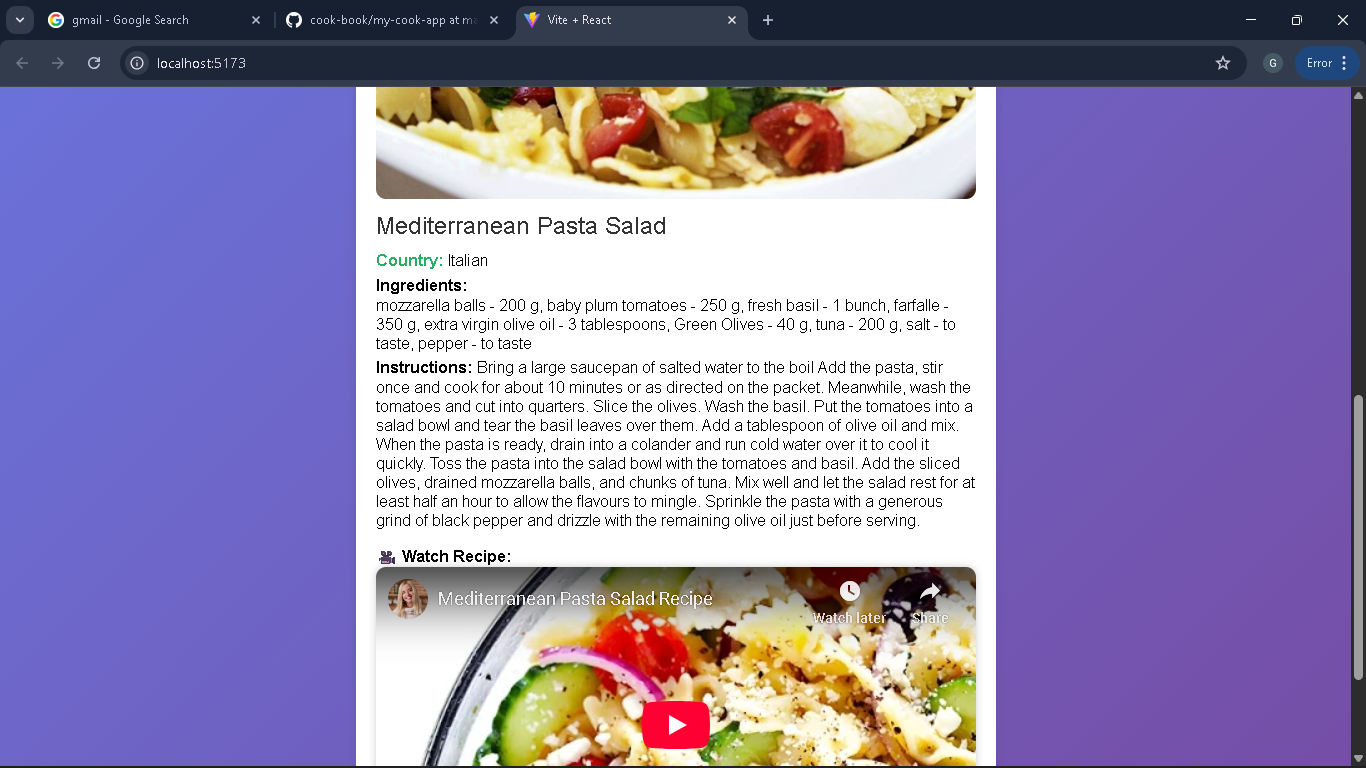 gmail - Google Search
cook-book/my-cook-app at ma
Vite + React
localhost:5173
G
Error
Mediterranean Pasta Salad
Country: Italian
Ingredients:
mozzarella balls - 200 g, baby plum tomatoes - 250 g, fresh basil - 1 bunch, farfalle -
350 g, extra virgin olive oil - 3 tablespoons, Green Olives - 40 g, tuna - 200 g, salt - to
taste, pepper - to taste
Instructions: Bring a large saucepan of salted water to the boil Add the pasta, stir
once and cook for about 10 minutes or as directed on the packet. Meanwhile, wash the
tomatoes and cut into quarters. Slice the olives. Wash the basil. Put the tomatoes into a
salad bowl and tear the basil leaves over them. Add a tablespoon of olive oil and mix.
When the pasta is ready, drain into a colander and run cold water over it to cool it
quickly. Toss the pasta into the salad bowl with the tomatoes and basil. Add the sliced
olives, drained mozzarella balls, and chunks of tuna. Mix well and let the salad rest for at
least half an hour to allow the flavours to mingle. Sprinkle the pasta with a generous
grind of black pepper and drizzle with the remaining olive oil just before serving.
🎥 Watch Recipe:
Mediterranean Pasta Salad Recipe
Watch later
Share